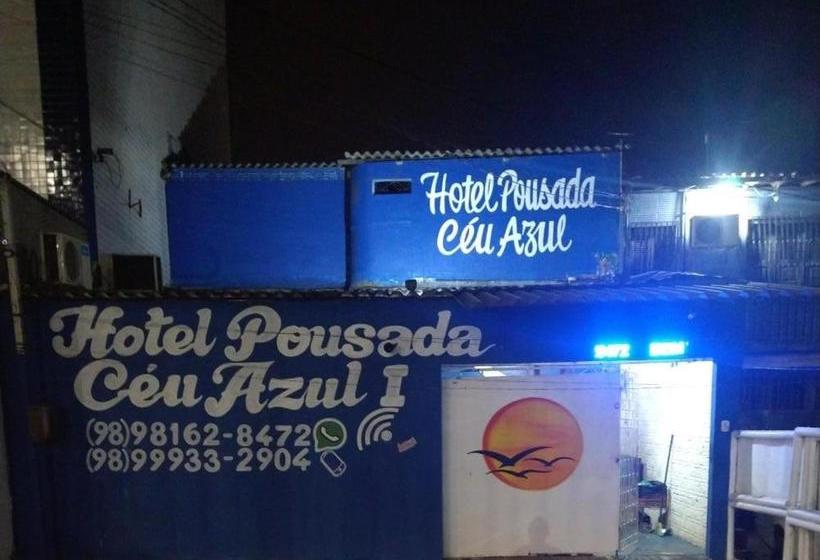 Hotel Pousada
Céu Azul
Hotel Pousada
Céu Azul I
(98)98162-8472
(98)99933-2904